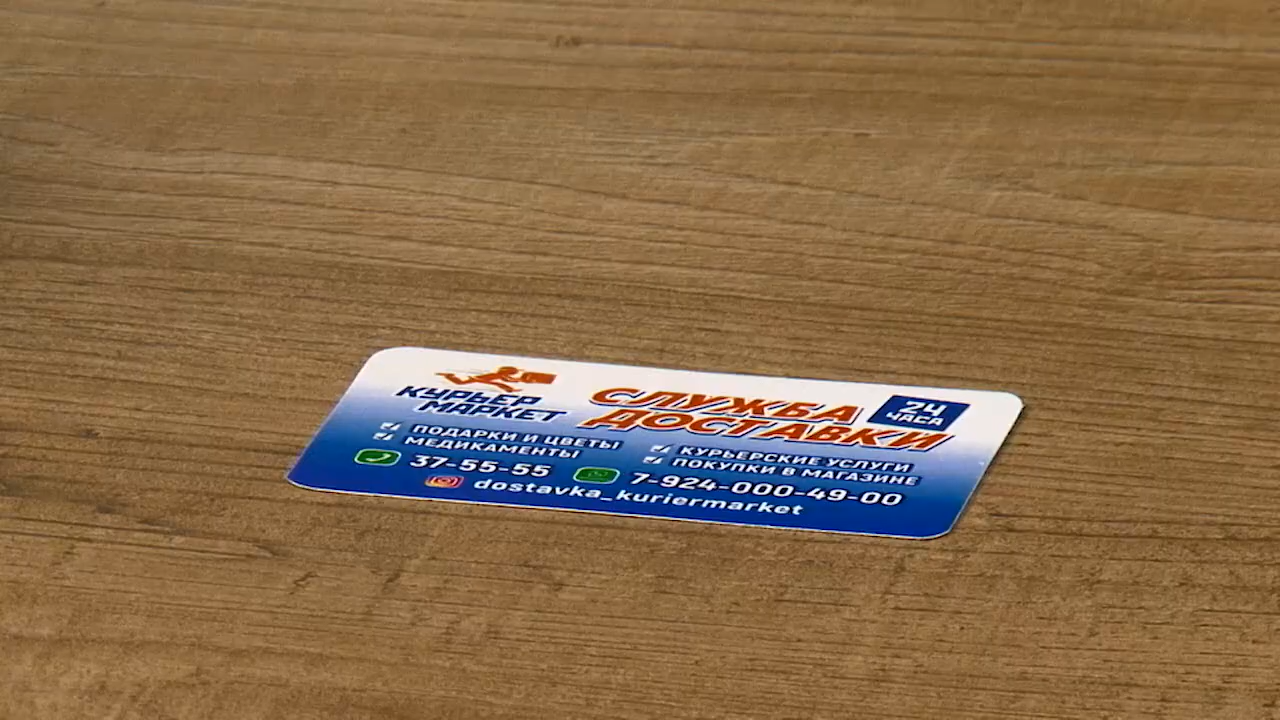 КУРЬЕР
МАРКЕТ
СЛУЖБА
ДОСТАВКИ
24
ЧАСА
ПОДАРКИ И ЦВЕТЫ
МЕДИКАМЕНТЫ
КУРЬЕРСКИЕ УСЛУГИ
ПОКУПКИ В МАГАЗИНЕ
37-55-55
7-924-000-49-00
dostavka_kuriermarket